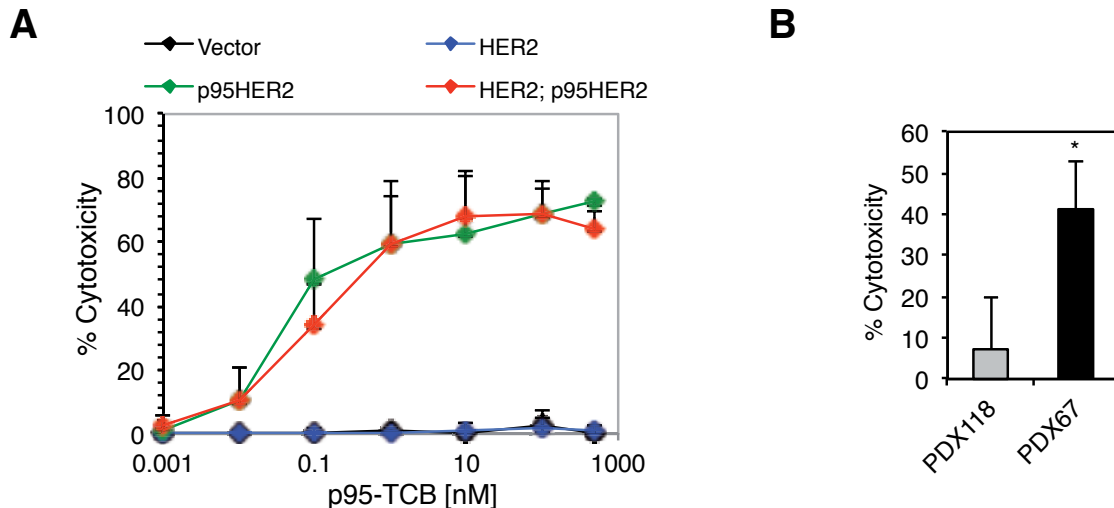 A
Vector
HER2
p95HER2
HER2; p95HER2
% Cytotoxicity
100
80
60
40
20
0
0.001
0.1
10
1000
p95-TCB [nM]
B
% Cytotoxicity
60
50
40
30
20
10
0
*
PDX118
PDX67